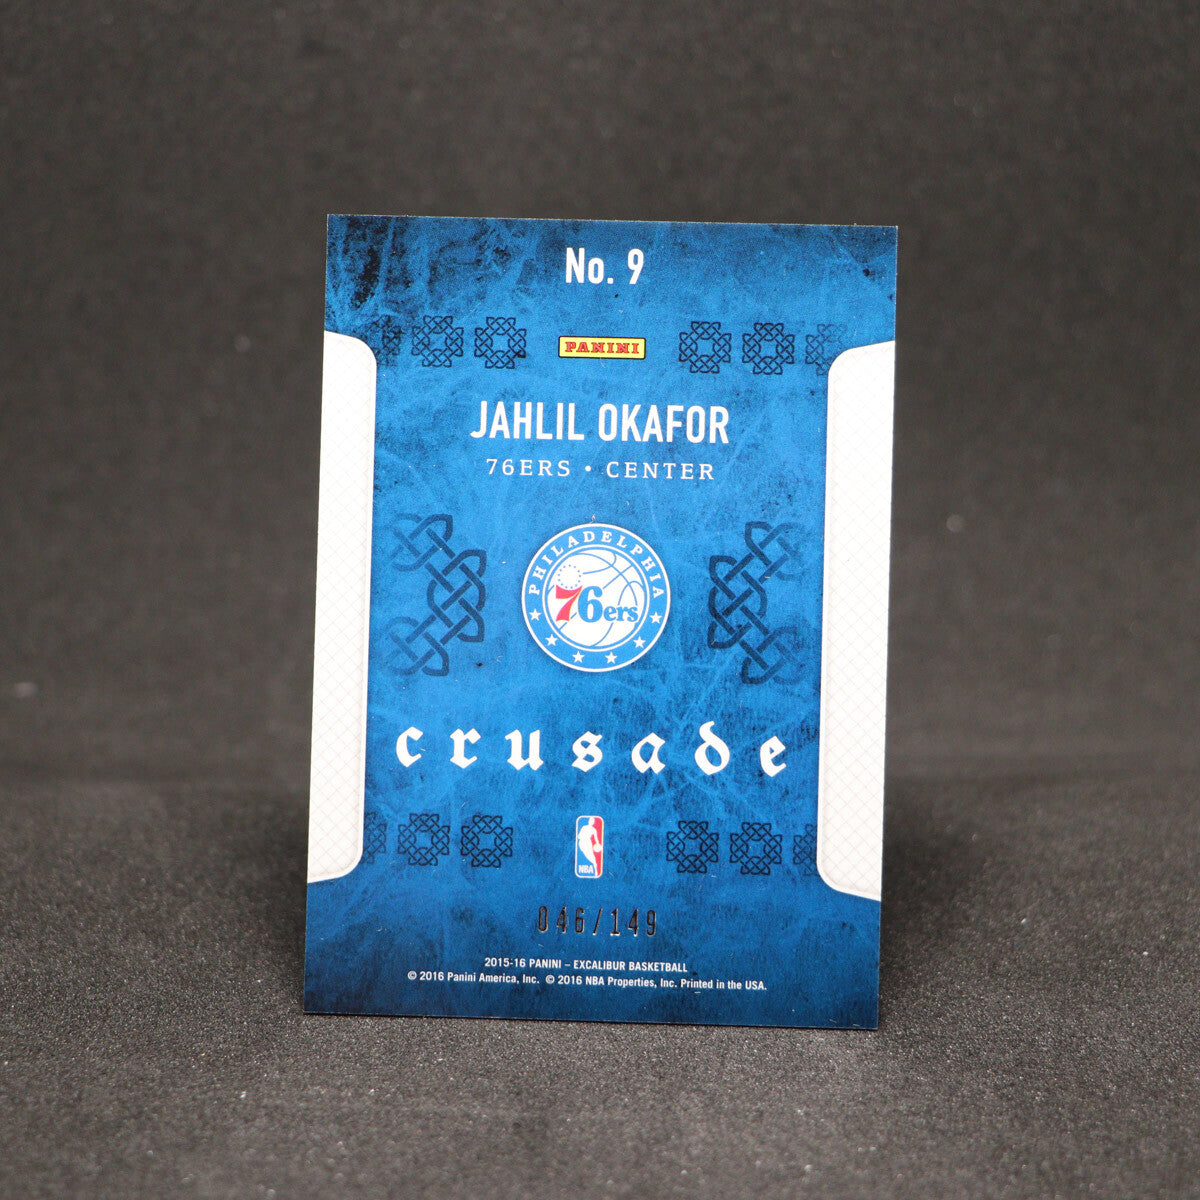 No. 9
PANINI
JAHLIL OKAFOR
76ERS • CENTER
PHILADELPHIA
76ers
crusade
NBA
046/149
2015-16 PANINI – EXCALIBUR BASKETBALL
© 2016 Panini America, Inc. © 2016 NBA Properties, Inc. Printed in the USA.